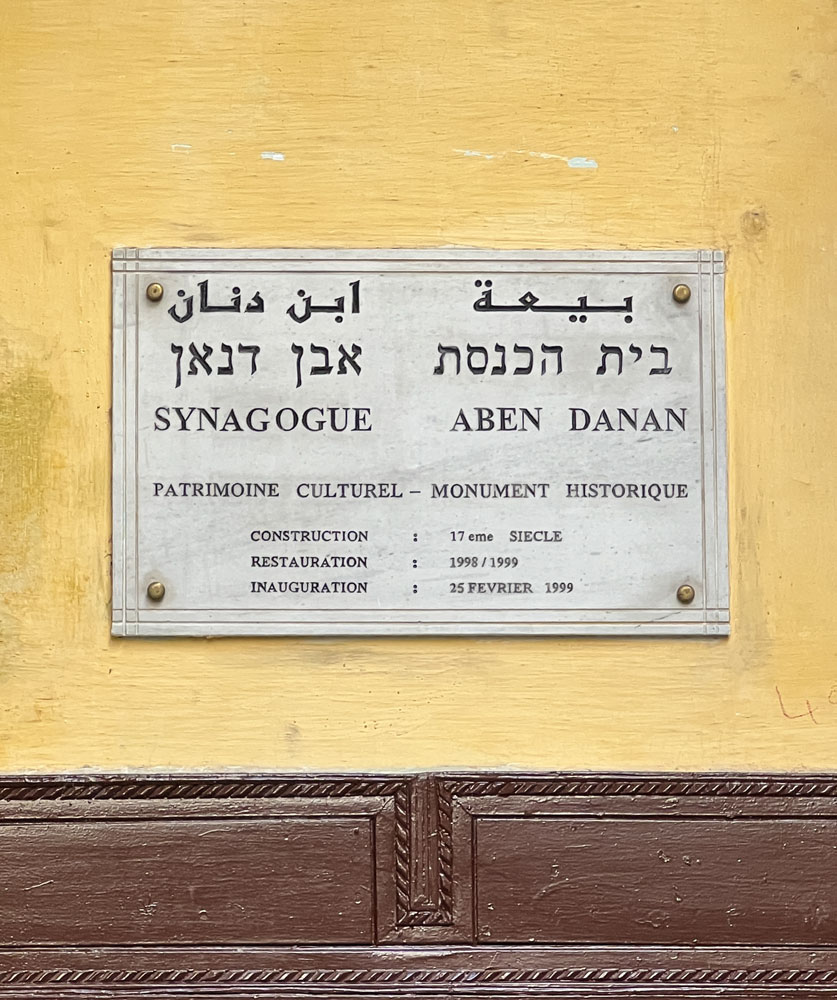 بيعة ابن دنان
בית הכנסת אבן דנאן
SYNAGOGUE ABEN DANAN
PATRIMOINE CULTUREL – MONUMENT HISTORIQUE
CONSTRUCTION : 17 eme SIECLE
RESTAURATION : 1998 / 1999
INAUGURATION : 25 FEVRIER 1999